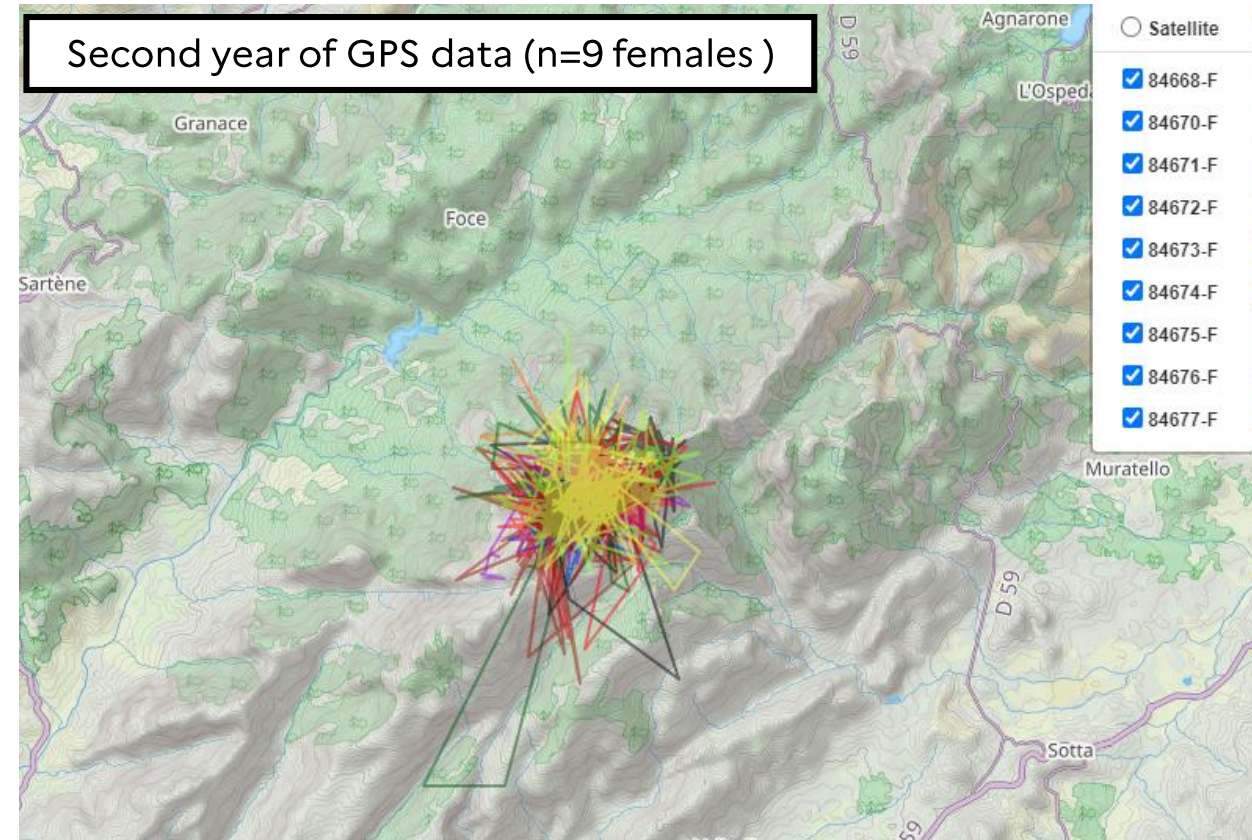 Second year of GPS data (n=9 females )
Agnarone
D 59
Satellite
84668-F
L'Osped
Granace
84670-F
84671-F
84672-F
Foce
84673-F
Sartène
84674-F
84675-F
84676-F
84677-F
Muratello
D 59
Sotta
59